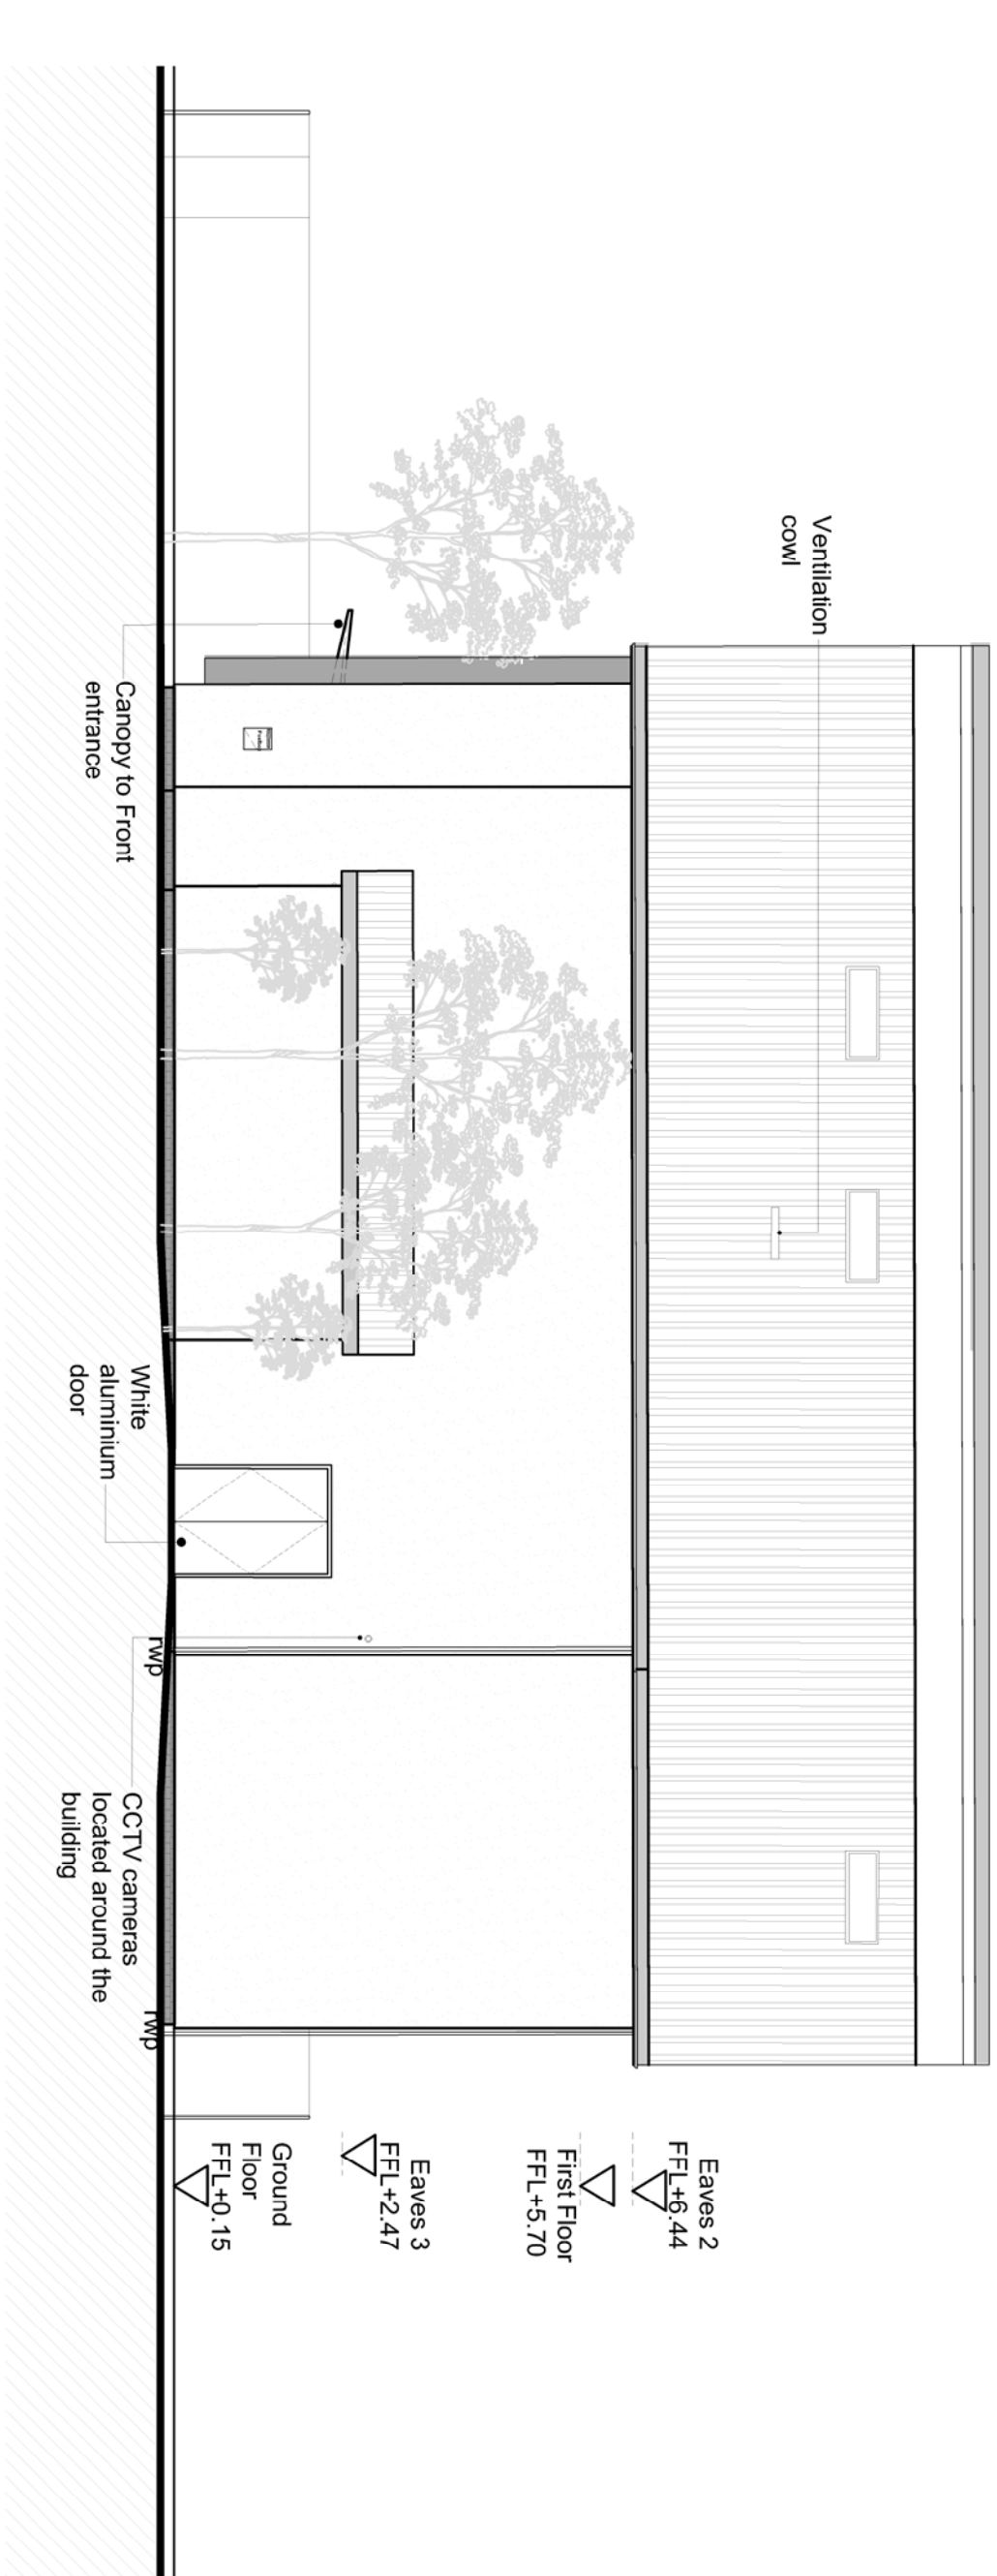 Ventilation
cowl
Canopy to Front
entrance
White
aluminium
door
rwp
CCTV cameras
located around the
building
rwp
Eaves 2
FFL+6.44
First Floor
FFL+5.70
Eaves 3
FFL+2.47
Ground
Floor
FFL+0.15